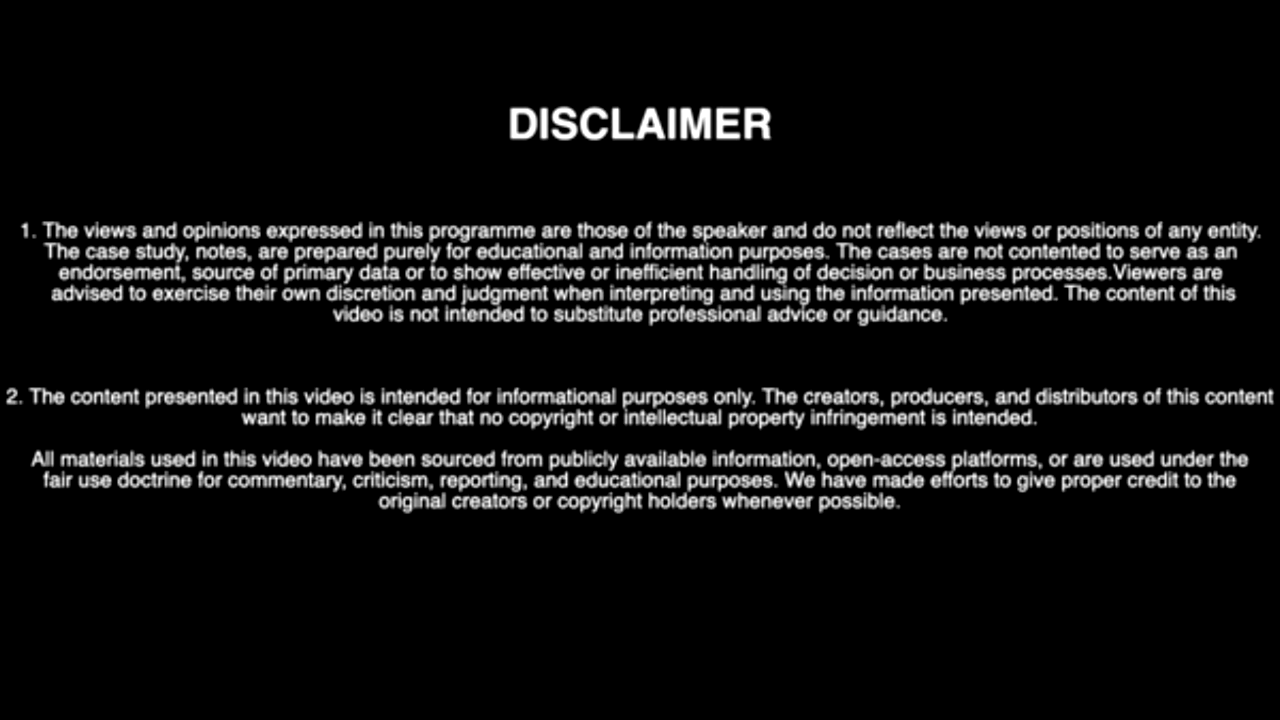 DISCLAIMER
1. The views and opinions expressed in this programme are those of the speaker and do not reflect the views or positions of any entity.
The case study, notes, are prepared purely for educational and information purposes. The cases are not contented to serve as an
endorsement, source of primary data or to show effective or inefficient handling of decision or business processes.Viewers are
advised to exercise their own discretion and judgment when interpreting and using the information presented. The content of this
video is not intended to substitute professional advice or guidance.
2. The content presented in this video is intended for informational purposes only. The creators, producers, and distributors of this content
want to make it clear that no copyright or intellectual property infringement is intended.
All materials used in this video have been sourced from publicly available information, open-access platforms, or are used under the
fair use doctrine for commentary, criticism, reporting, and educational purposes. We have made efforts to give proper credit to the
original creators or copyright holders whenever possible.